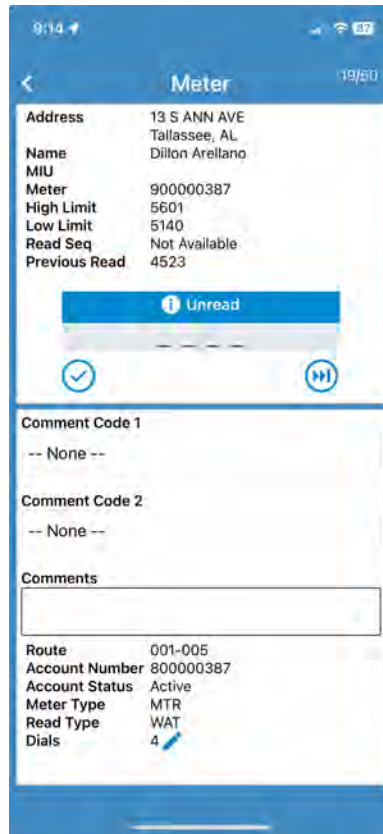 9:14 87
Meter 19/50
Address 13 S ANN AVE
Tallassee, AL
Name Dillon Arellano
MIU
Meter 900000387
High Limit 5601
Low Limit 5140
Read Seq Not Available
Previous Read 4523
i Unread
_ _ _ _
Comment Code 1
-- None --
Comment Code 2
-- None --
Comments
Route 001-005
Account Number 800000387
Account Status Active
Meter Type MTR
Read Type WAT
Dials 4